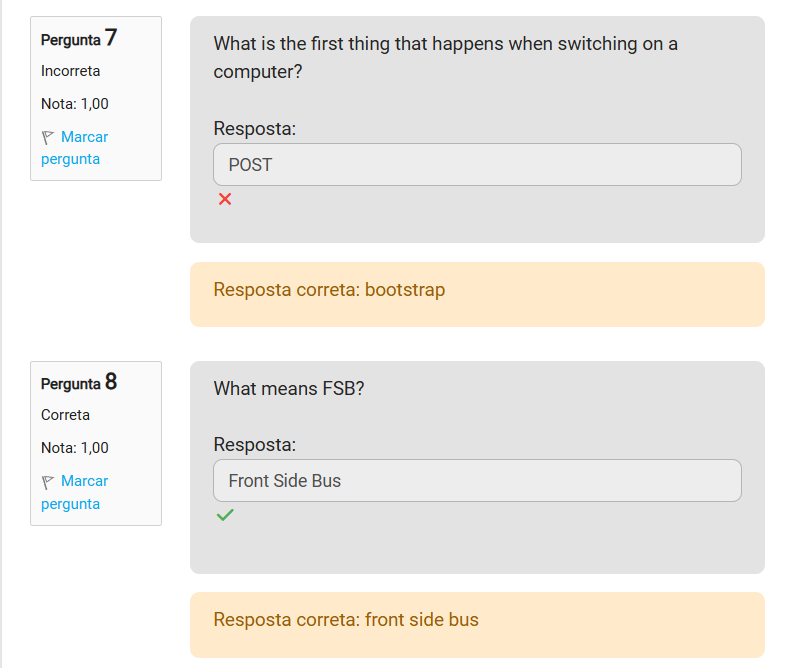 Pergunta 7
Incorreta
Nota: 1,00
Marcar
pergunta
What is the first thing that happens when switching on a
computer?
Resposta:
POST
Resposta correta: bootstrap
Pergunta 8
Correta
Nota: 1,00
Marcar
pergunta
What means FSB?
Resposta:
Front Side Bus
Resposta correta: front side bus